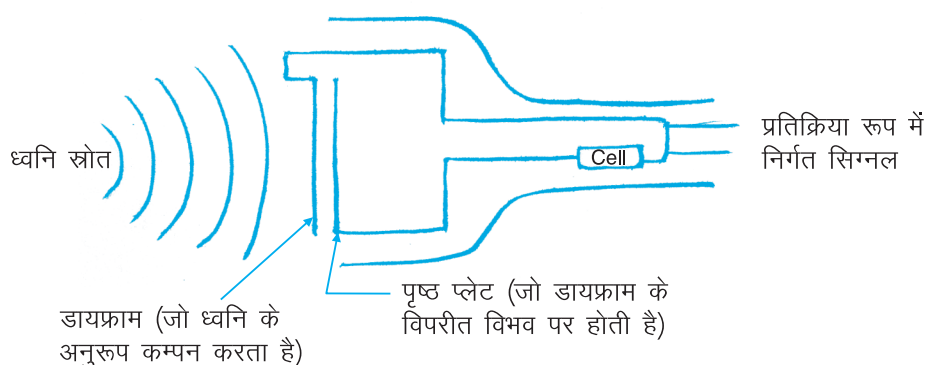 ध्वनि स्रोत
Cell
प्रतिक्रिया रूप में
निर्गत सिग्नल
पृष्ठ प्लेट (जो डायफ्राम के
विपरीत विभव पर होती है)
डायफ्राम (जो ध्वनि के
अनुरूप कम्पन करता है)